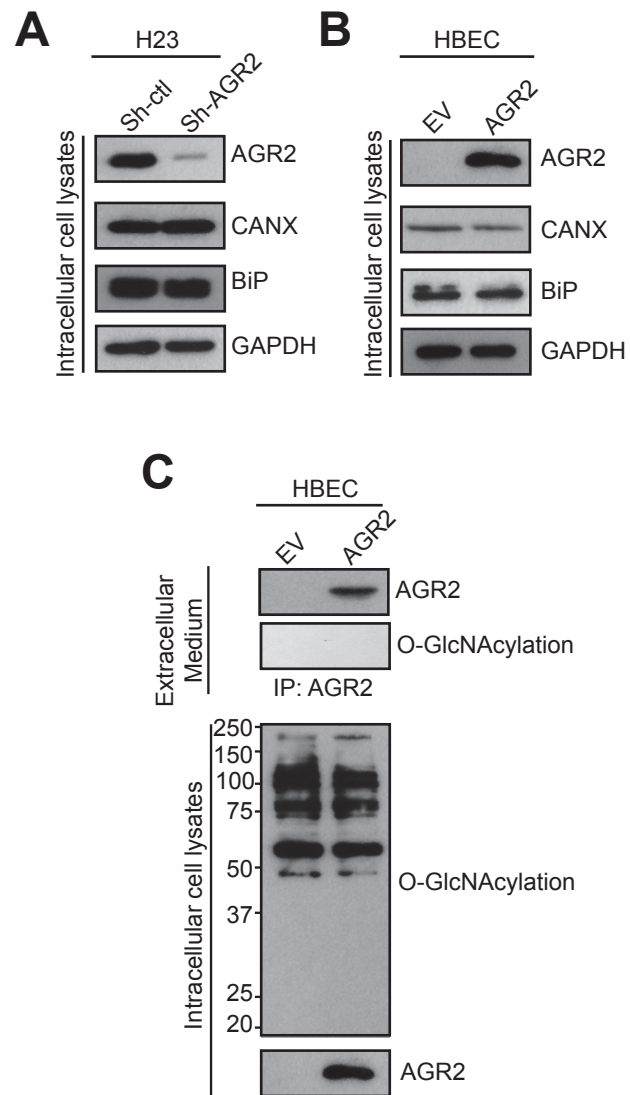 A
H23
Sh-ctl
Sh-AGR2
Intracellular cell lysates
AGR2
CANX
BiP
GAPDH
B
HBEC
EV
AGR2
Intracellular cell lysates
AGR2
CANX
BiP
GAPDH
C
HBEC
EV
AGR2
Extracellular
Medium
AGR2
O-GlcNAcylation
IP: AGR2
Intracellular cell lysates
250
150
100
75
50
37
25
20
O-GlcNAcylation
AGR2